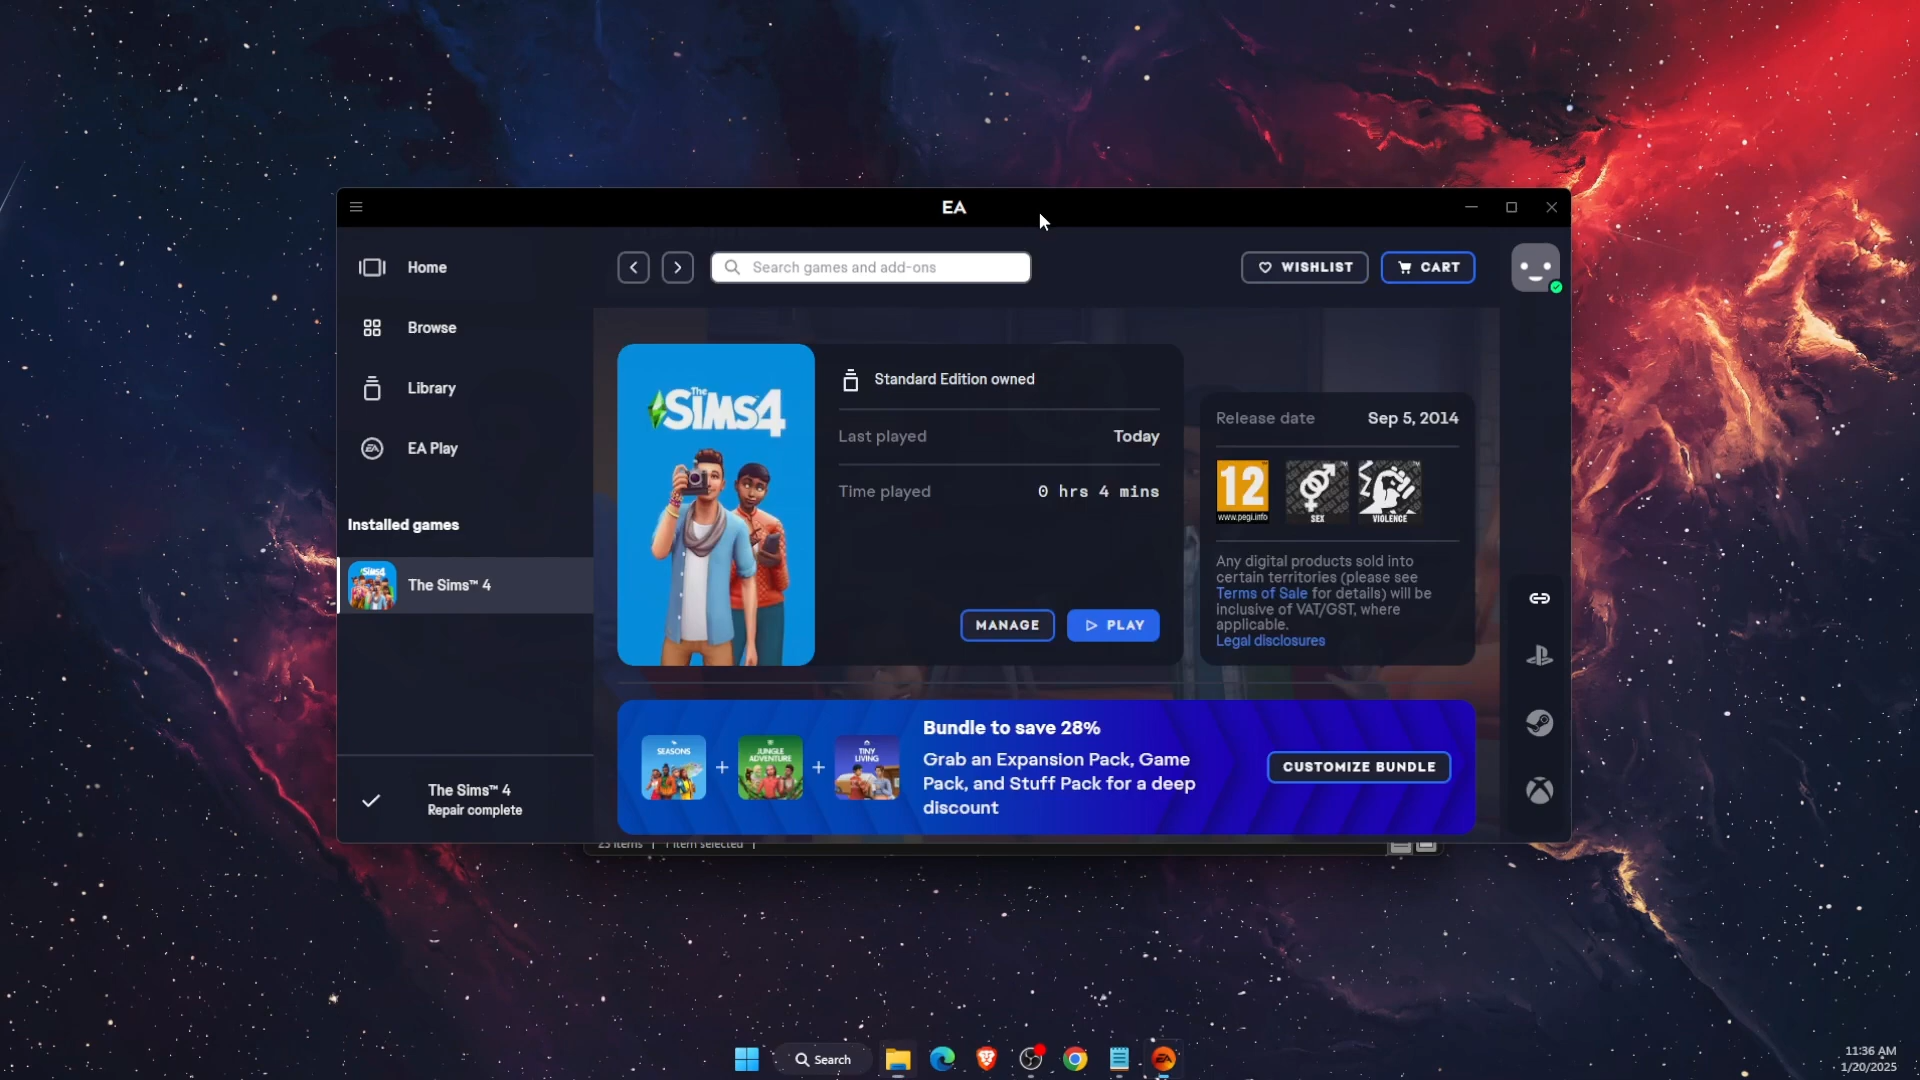 EA
Home
Browse
Library
EA Play
Installed games
The Sims™ 4
The Sims™ 4
Repair complete
Search games and add-ons
WISHLIST
CART
The
SIMS4
Standard Edition owned
Last played Today
Time played 0 hrs 4 mins
MANAGE
PLAY
Release date Sep 5, 2014
12
www.pegi.info
SEX
VIOLENCE
Any digital products sold into
certain territories (please see
Terms of Sale for details) will be
inclusive of VAT/GST, where
applicable.
Legal disclosures
SEASONS
+
JUNGLE
ADVENTURE
+
TINY
LIVING
Bundle to save 28%
Grab an Expansion Pack, Game
Pack, and Stuff Pack for a deep
discount
CUSTOMIZE BUNDLE
23 items 1 item selected
Search
11:36 AM
1/20/2025